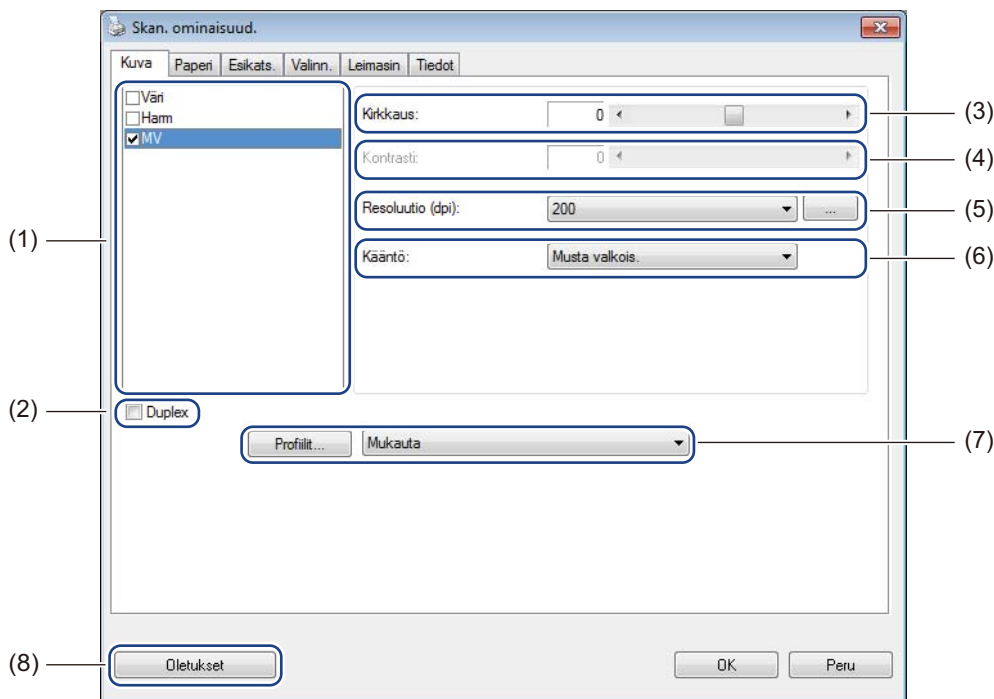 Skan. ominaisuud.
Kuva Paperi Esikats. Valinn. Leimasin Tiedot
Väri
Harm
MV
Kirkkaus: 0 (3)
Kontrasti: 0 (4)
Resoluutio (dpi): 200 ... (5)
(1)
Kääntö: Musta valkois. (6)
(2) Duplex
Profiilit... Mukauta (7)
(8) Oletukset OK Peru